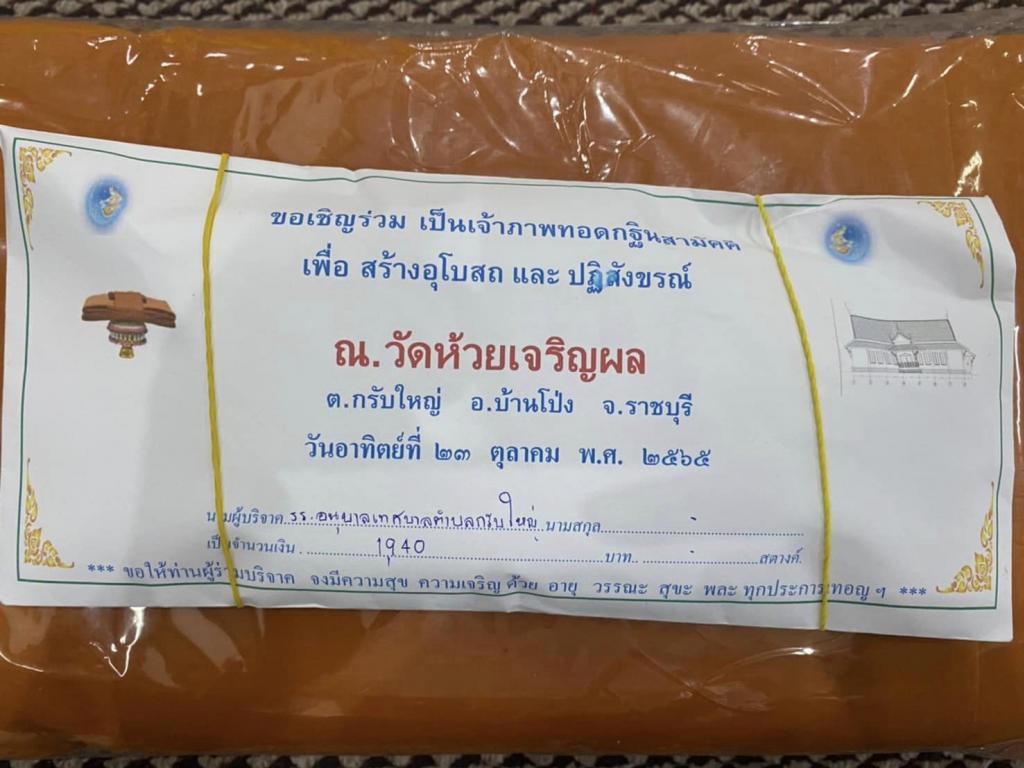 ขอเชิญร่วม เป็นเจ้าภาพทอดกฐินสามัคคี
เพื่อ สร้างอุโบสถ และ ปฏิสังขรณ์
ณ.วัดห้วยเจริญผล
ต.กรับใหญ่ อ.บ้านโป่ง จ.ราชบุรี
วันอาทิตย์ที่ ๒๓ ตุลาคม พ.ศ. ๒๕๖๕
นามผู้บริจาค รร.อนุบาลเทศบาลตำบลกรับใหญ่ นามสกุล
เป็นจำนวนเงิน 1,940 บาท สตางค์.
*** ขอให้ท่านผู้ร่วมบริจาค จงมีความสุข ความเจริญ ด้วย อายุ วรรณะ สุขะ พละ ทุกประการเทอญ ฯ ***